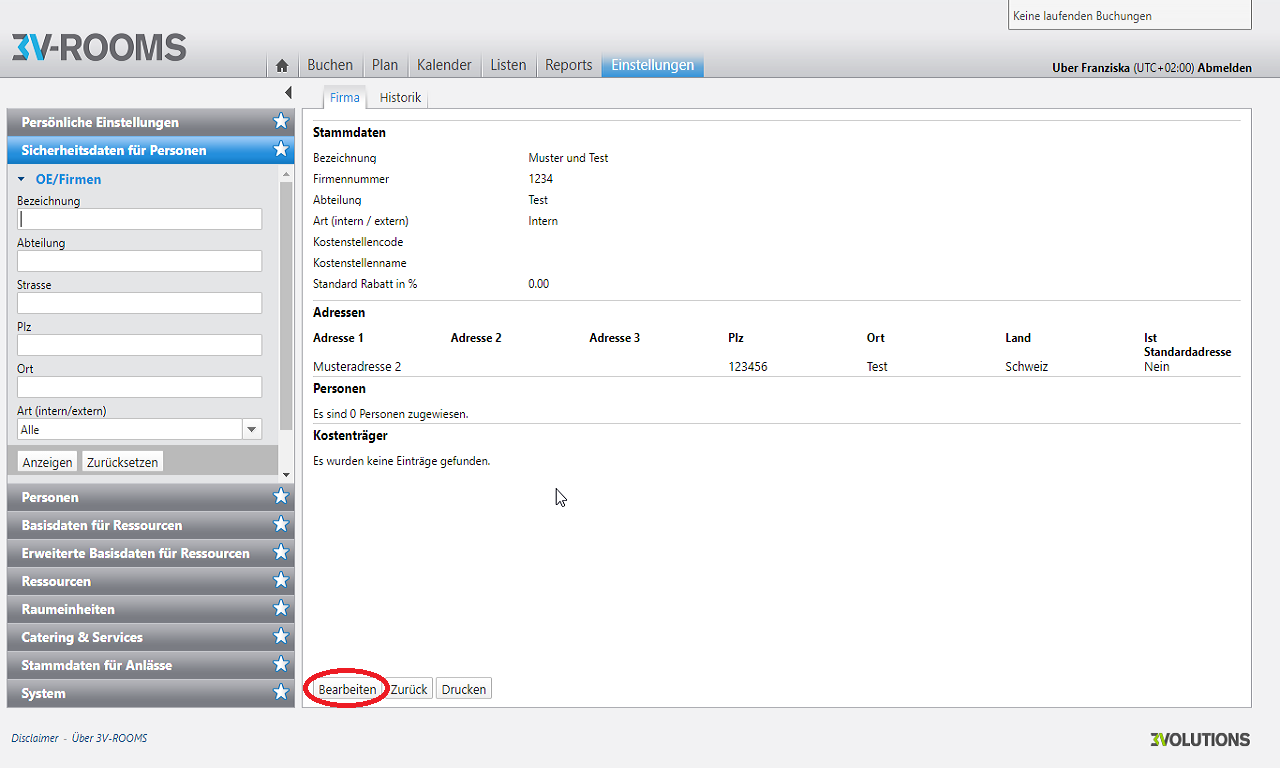 Keine laufenden Buchungen
3V-ROOMS
Buchen Plan Kalender Listen Reports Einstellungen
Uber Franziska (UTC+02:00) Abmelden
Firma Historik
Persönliche Einstellungen
Sicherheitsdaten für Personen
OE/Firmen
Bezeichnung
Abteilung
Strasse
Plz
Ort
Art (intern/extern)
Alle
Anzeigen Zurücksetzen
Personen
Basisdaten für Ressourcen
Erweiterte Basisdaten für Ressourcen
Ressourcen
Raumeinheiten
Catering & Services
Stammdaten für Anlässe
System
Stammdaten
Bezeichnung Muster und Test
Firmennummer 1234
Abteilung Test
Art (intern / extern) Intern
Kostenstellencode
Kostenstellenname
Standard Rabatt in % 0.00
Adressen
Adresse 1 Adresse 2 Adresse 3 Plz Ort Land Ist
Standardadresse
Musteradresse 2 123456 Test Schweiz Nein
Personen
Es sind 0 Personen zugewiesen.
Kostenträger
Es wurden keine Einträge gefunden.
Bearbeiten Zurück Drucken
Disclaimer - Über 3V-ROOMS
3VOLUTIONS